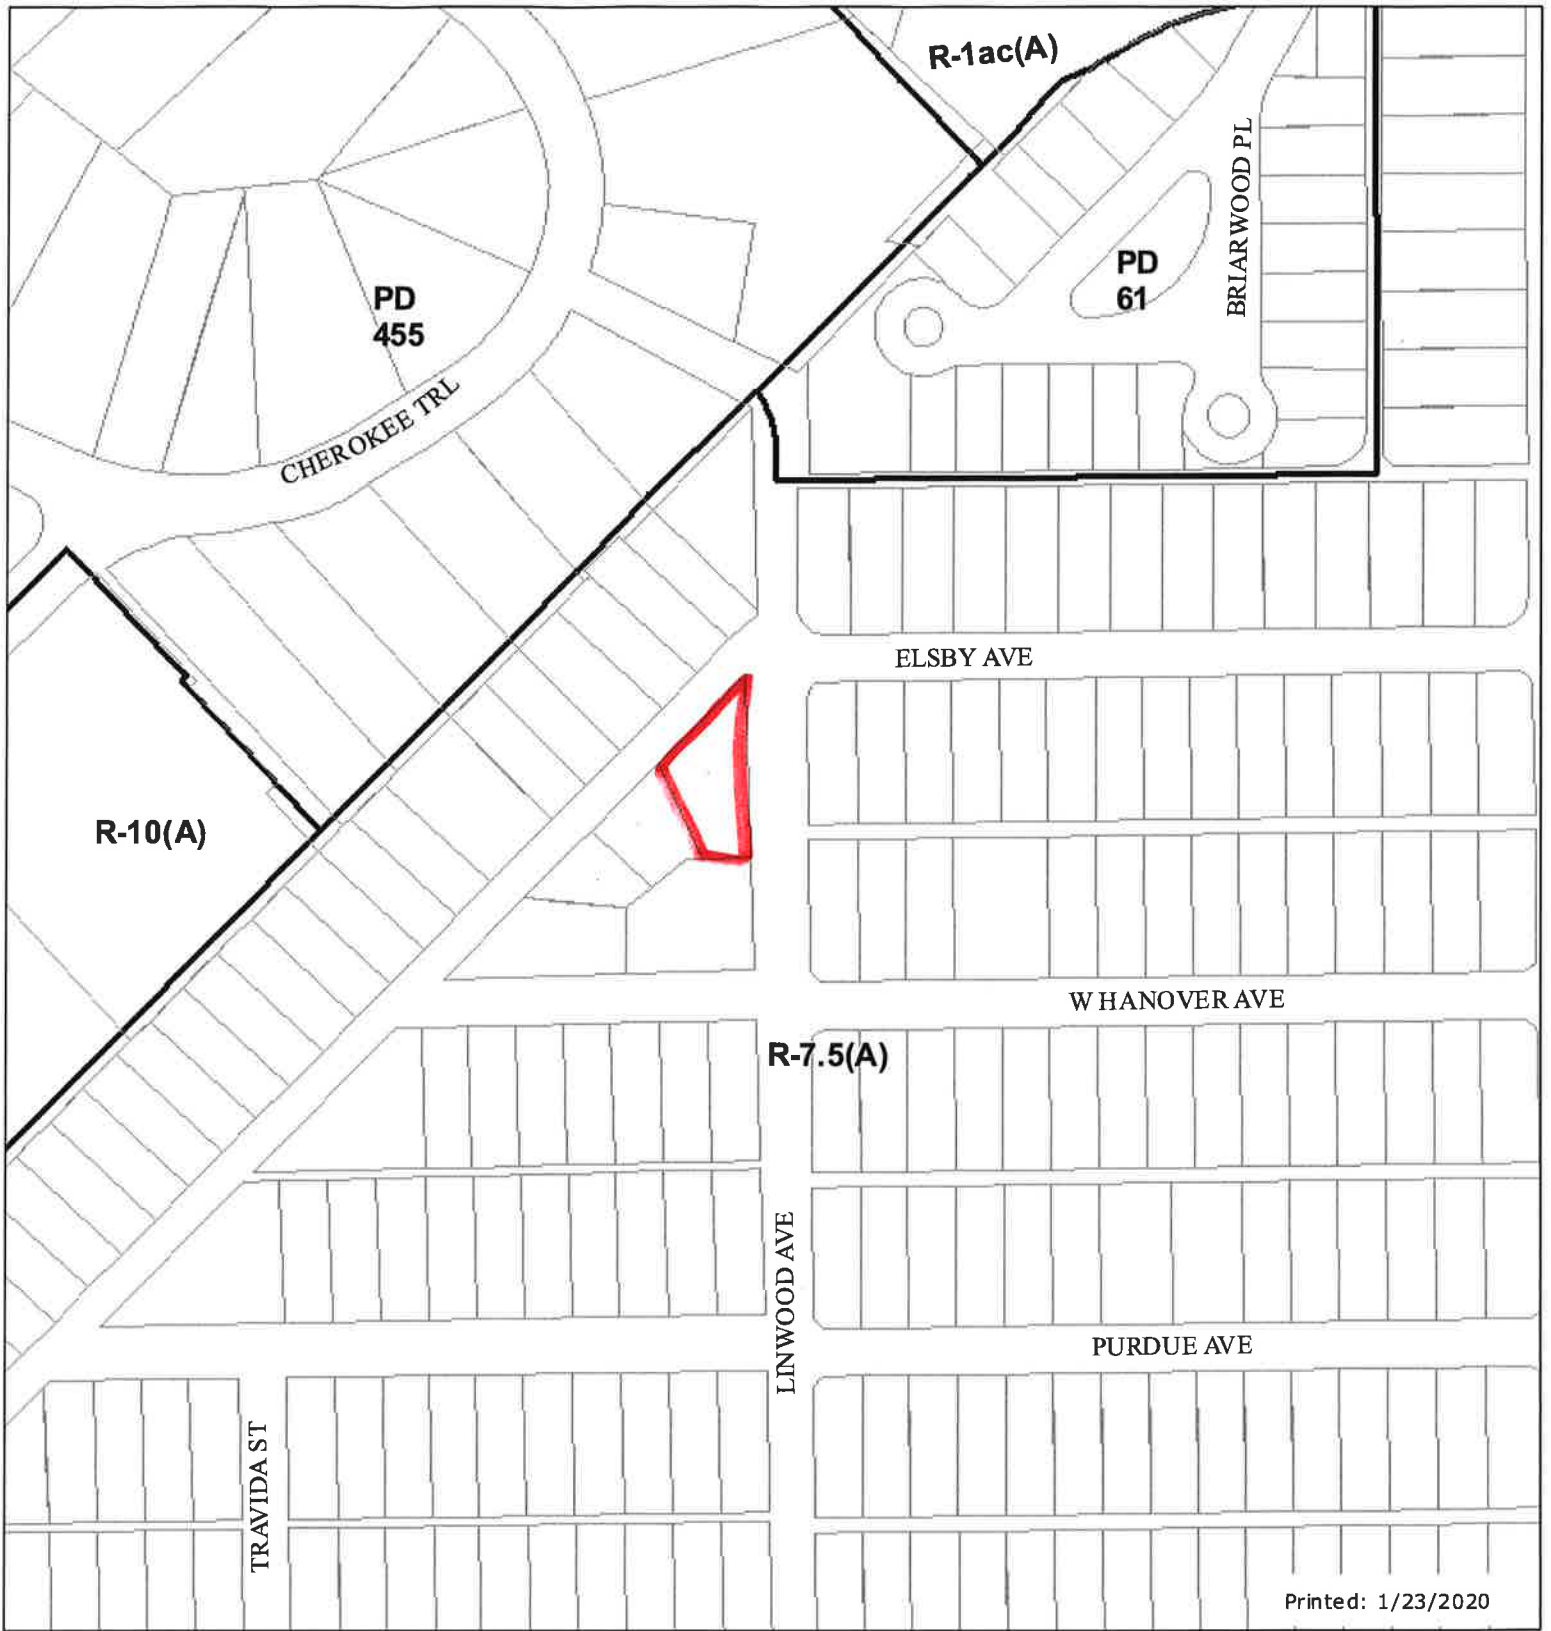 R-1ac(A)
BRIARWOOD PL
PD
61
PD
455
CHEROKEE TRL
ELSBY AVE
R-10(A)
W HANOVER AVE
R-7.5(A)
LINWOOD AVE
PURDUE AVE
TRAVIDA ST
Printed: 1/23/2020